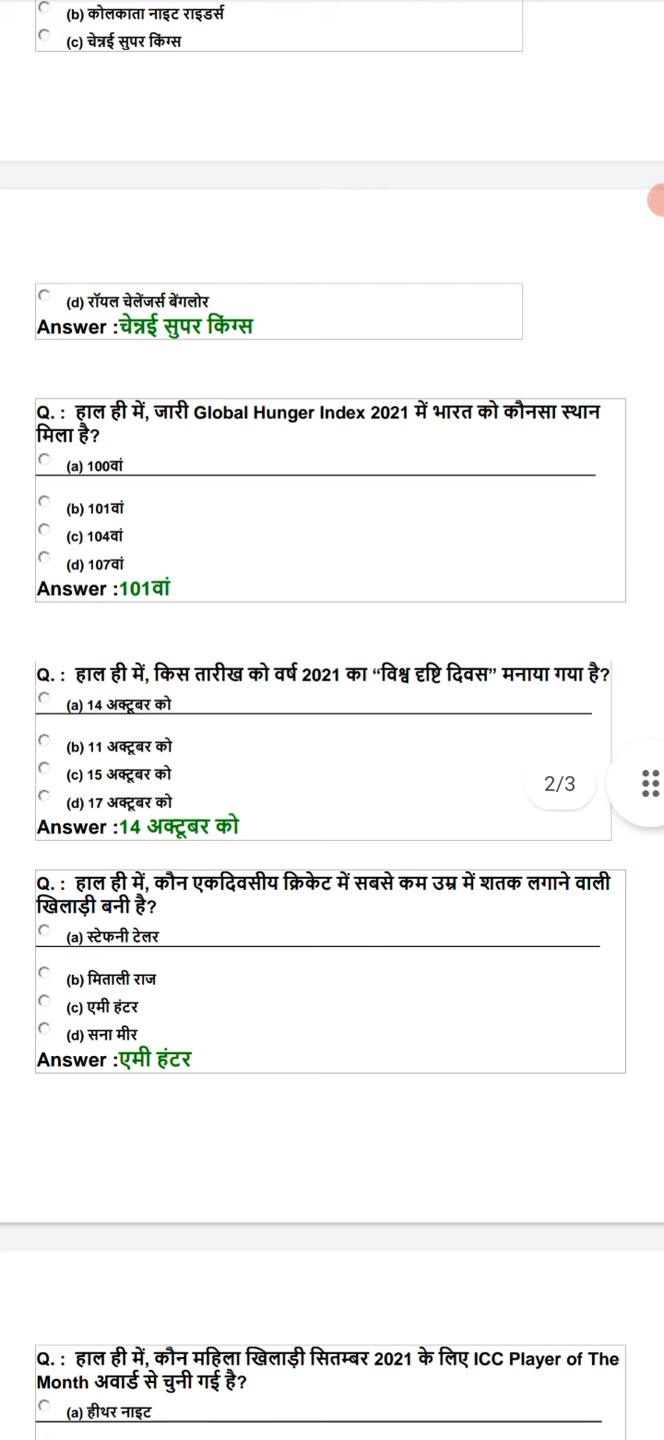 (b) कोलकाता नाइट राइडर्स
(c) चेन्नई सुपर किंग्स
(d) रॉयल चेलेंजर्स बेंगलोर
Answer :चेन्नई सुपर किंग्स
Q. : हाल ही में, जारी Global Hunger Index 2021 में भारत को कौनसा स्थान
मिला है?
(a) 100वां
(b) 101वां
(c) 104वां
(d) 107वां
Answer :101वां
Q. : हाल ही में, किस तारीख को वर्ष 2021 का “विश्व दृष्टि दिवस” मनाया गया है?
(a) 14 अक्टूबर को
(b) 11 अक्टूबर को
(c) 15 अक्टूबर को
2/3
(d) 17 अक्टूबर को
Answer :14 अक्टूबर को
Q. : हाल ही में, कौन एकदिवसीय क्रिकेट में सबसे कम उम्र में शतक लगाने वाली
खिलाड़ी बनी है?
(a) स्टेफनी टेलर
(b) मिताली राज
(c) एमी हंटर
(d) सना मीर
Answer :एमी हंटर
Q. : हाल ही में, कौन महिला खिलाड़ी सितम्बर 2021 के लिए ICC Player of The
Month अवार्ड से चुनी गई है?
(a) हीथर नाइट